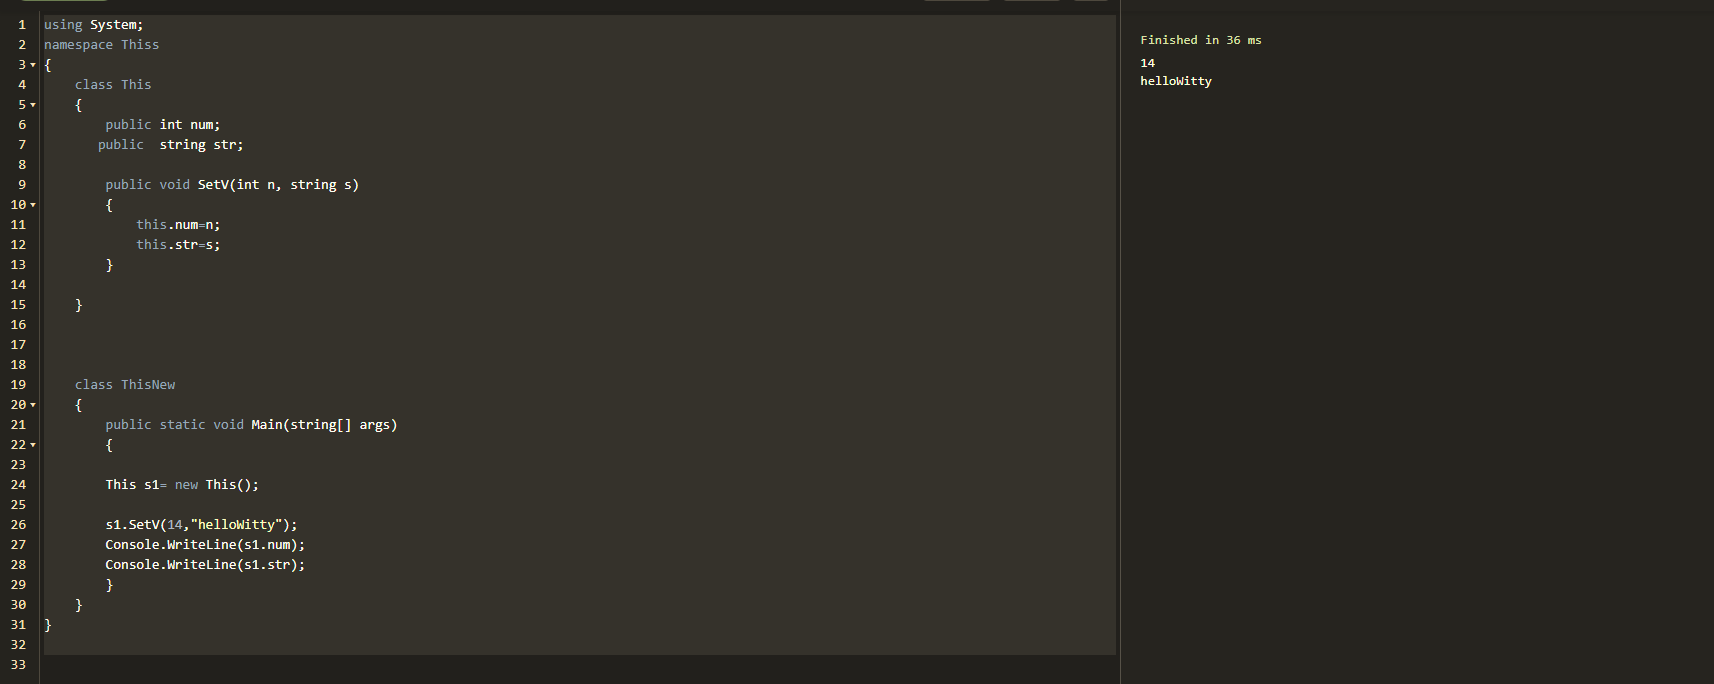 1 using System;
2 namespace Thiss
3 {
4     class This
5     {
6         public int num;
7        public  string str;
8
9         public void SetV(int n, string s)
10         {
11             this.num=n;
12             this.str=s;
13         }
14
15     }
16
17
18
19     class ThisNew
20     {
21         public static void Main(string[] args)
22         {
23
24         This s1= new This();
25
26         s1.SetV(14,"helloWitty");
27         Console.WriteLine(s1.num);
28         Console.WriteLine(s1.str);
29         }
30     }
31 }
32
33
Finished in 36 ms
14
helloWitty